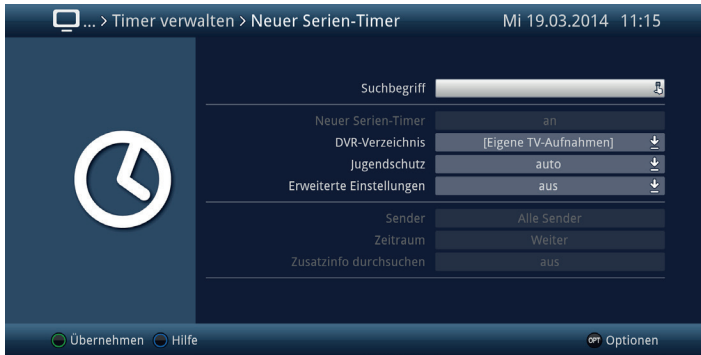 ... > Timer verwalten > Neuer Serien-Timer Mi 19.03.2014 11:15
Suchbegriff
Neuer Serien-Timer an
DVR-Verzeichnis [Eigene TV-Aufnahmen]
Jugendschutz auto
Erweiterte Einstellungen aus
Sender Alle Sender
Zeitraum Weiter
Zusatzinfo durchsuchen aus
Übernehmen Hilfe OPT Optionen